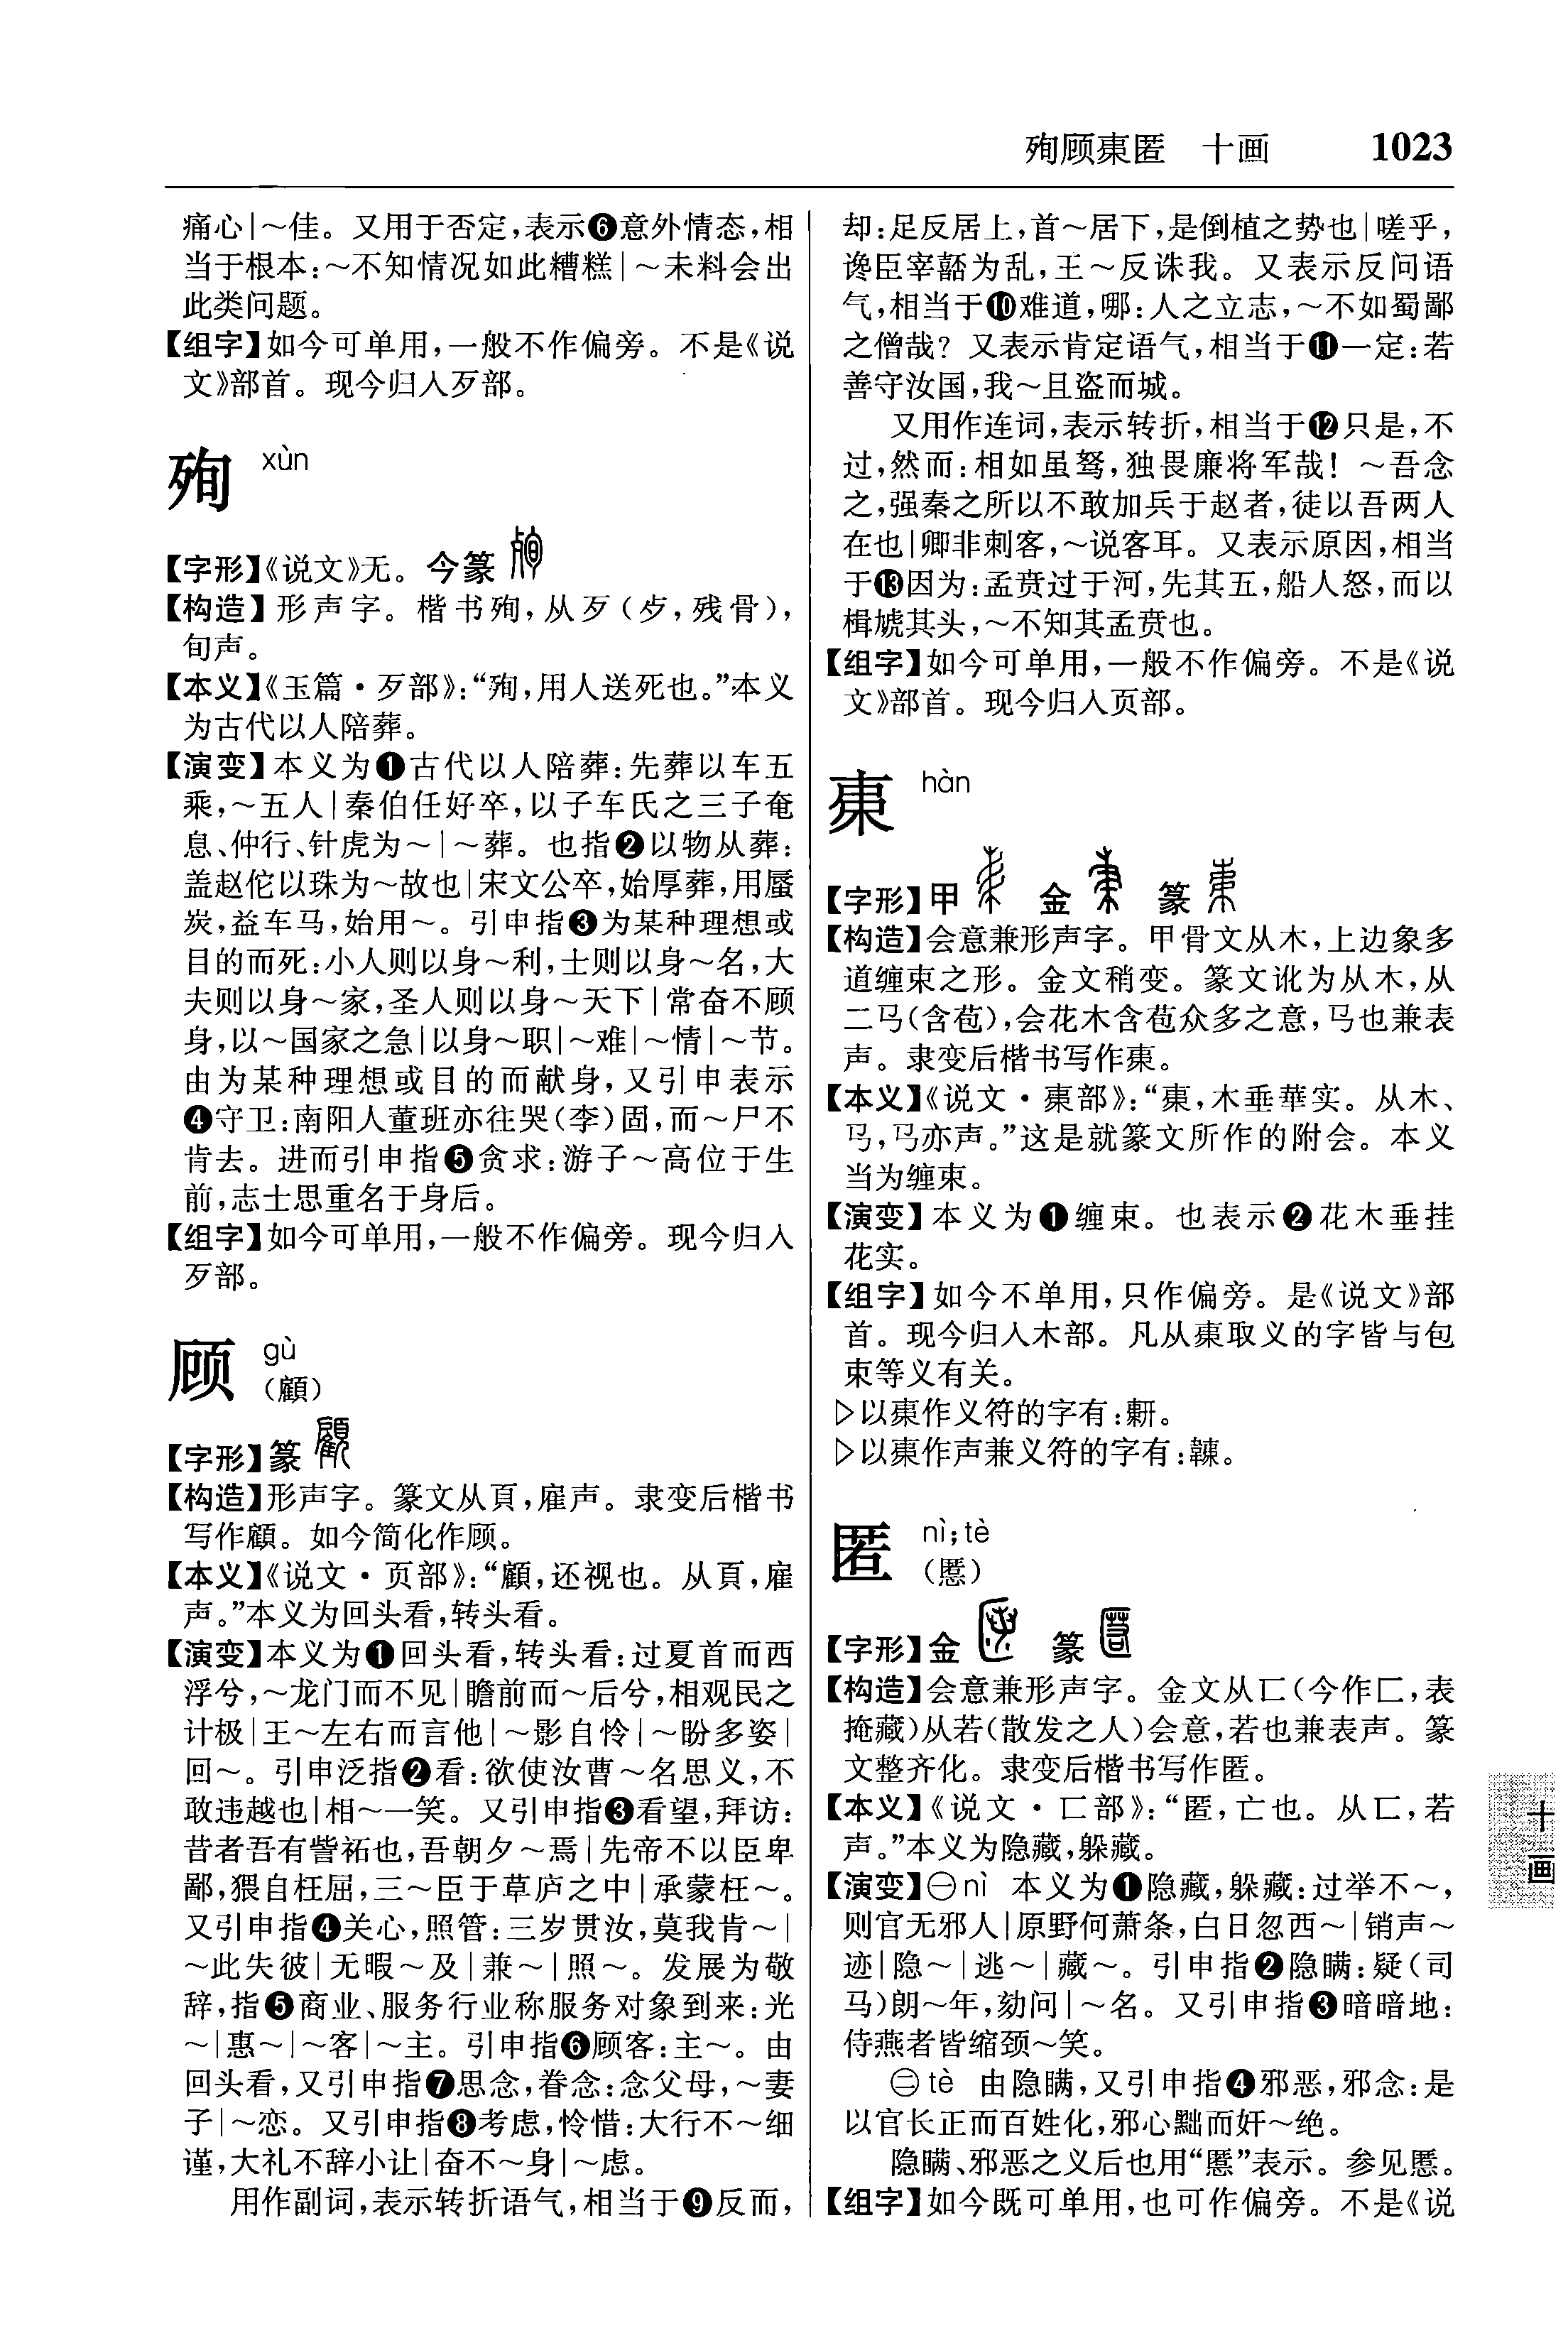 殉顾㯥匿　十画　1023
痛心|～佳。又用于否定,表示❻意外情态,相
当于根本:～不知情况如此糟糕|～未料会出
此类问题。
【组字】如今可单用,一般不作偏旁。不是《说
文》部首。现今归入歹部。
殉 xùn
【字形】《说文》无。今篆
【构造】形声字。楷书殉,从歹(歺,残骨),
旬声。
【本义】《玉篇·歹部》:“殉,用人送死也。”本义
为古代以人陪葬。
【演变】本义为❶古代以人陪葬:先葬以车五
乘,～五人|秦伯任好卒,以子车氏之三子奄
息、仲行、针虎为～|～葬。也指❷以物从葬:
盖赵佗以珠为～故也|宋文公卒,始厚葬,用蜃
炭,益车马,始用～。引申指❸为某种理想或
目的而死:小人则以身～利,士则以身～名,大
夫则以身～家,圣人则以身～天下|常奋不顾
身,以～国家之急|以身～职|～难|～情|～节。
由为某种理想或目的而献身,又引申表示
❹守卫:南阳人董班亦往哭(李)固,而～尸不
肯去。进而引申指❺贪求:游子～高位于生
前,志士思重名于身后。
【组字】如今可单用,一般不作偏旁。现今归入
歹部。
顾 gù
(顧)
【字形】篆
【构造】形声字。篆文从頁,雇声。隶变后楷书
写作顧。如今简化作顾。
【本义】《说文·页部》:“顧,还视也。从頁,雇
声。”本义为回头看,转头看。
【演变】本义为❶回头看,转头看:过夏首而西
浮兮,～龙门而不见|瞻前而～后兮,相观民之
计极|王～左右而言他|～影自怜|～盼多姿|
回～。引申泛指❷看:欲使汝曹～名思义,不
敢违越也|相～一笑。又引申指❸看望,拜访:
昔者吾有訾祏也,吾朝夕～焉|先帝不以臣卑
鄙,猥自枉屈,三～臣于草庐之中|承蒙枉～。
又引申指❹关心,照管:三岁贯汝,莫我肯～|
～此失彼|无暇～及|兼～|照～。发展为敬
辞,指❺商业、服务行业称服务对象到来:光
～|惠～|～客|～主。引申指❻顾客:主～。由
回头看,又引申指❼思念,眷念:念父母,～妻
子|～恋。又引申指❽考虑,怜惜:大行不～细
谨,大礼不辞小让|奋不～身|～虑。
用作副词,表示转折语气,相当于❾反而,
却:足反居上,首～居下,是倒植之势也|嗟乎,
谗臣宰嚭为乱,王～反诛我。又表示反问语
气,相当于❿难道,哪:人之立志,～不如蜀鄙
之僧哉?又表示肯定语气,相当于⓫一定:若
善守汝国,我～且盗而城。
又用作连词,表示转折,相当于⓬只是,不
过,然而:相如虽驽,独畏廉将军哉!～吾念
之,强秦之所以不敢加兵于赵者,徒以吾两人
在也|卿非刺客,～说客耳。又表示原因,相当
于⓭因为:孟贲过于河,先其五,船人怒,而以
楫虓其头,～不知其孟贲也。
【组字】如今可单用,一般不作偏旁。不是《说
文》部首。现今归入页部。
㯥 hàn
【字形】甲 金 篆
【构造】会意兼形声字。甲骨文从木,上边象多
道缠束之形。金文稍变。篆文讹为从木,从
二㔾(含苞),会花木含苞众多之意,㔾也兼表
声。隶变后楷书写作㯥。
【本义】《说文·㯥部》:“㯥,木垂華实。从木、
㔾,㔾亦声。”这是就篆文所作的附会。本义
当为缠束。
【演变】本义为❶缠束。也表示❷花木垂挂
花实。
【组字】如今不单用,只作偏旁。是《说文》部
首。现今归入木部。凡从㯥取义的字皆与包
束等义有关。
▷以㯥作义符的字有:。
▷以㯥作声兼义符的字有:。
匿 nì;tè
(慝)
【字形】金 篆
【构造】会意兼形声字。金文从匸(今作匚,表
掩藏)从若(散发之人)会意,若也兼表声。篆
文整齐化。隶变后楷书写作匿。
【本义】《说文·匸部》:“匿,亡也。从匸,若
声。”本义为隐藏,躲藏。
【演变】㊀nì 本义为❶隐藏,躲藏:过举不～,
则官无邪人|原野何萧条,白日忽西～|销声～
迹|隐～|逃～|藏～。引申指❷隐瞒:疑(司
马)朗～年,劾问|～名。又引申指❸暗暗地:
侍燕者皆缩颈～笑。
㊁tè 由隐瞒,又引申指❹邪恶,邪念:是
以官长正而百姓化,邪心黜而奸～绝。
隐瞒、邪恶之义后也用“慝”表示。参见慝。
【组字】如今既可单用,也可作偏旁。不是《说
十画